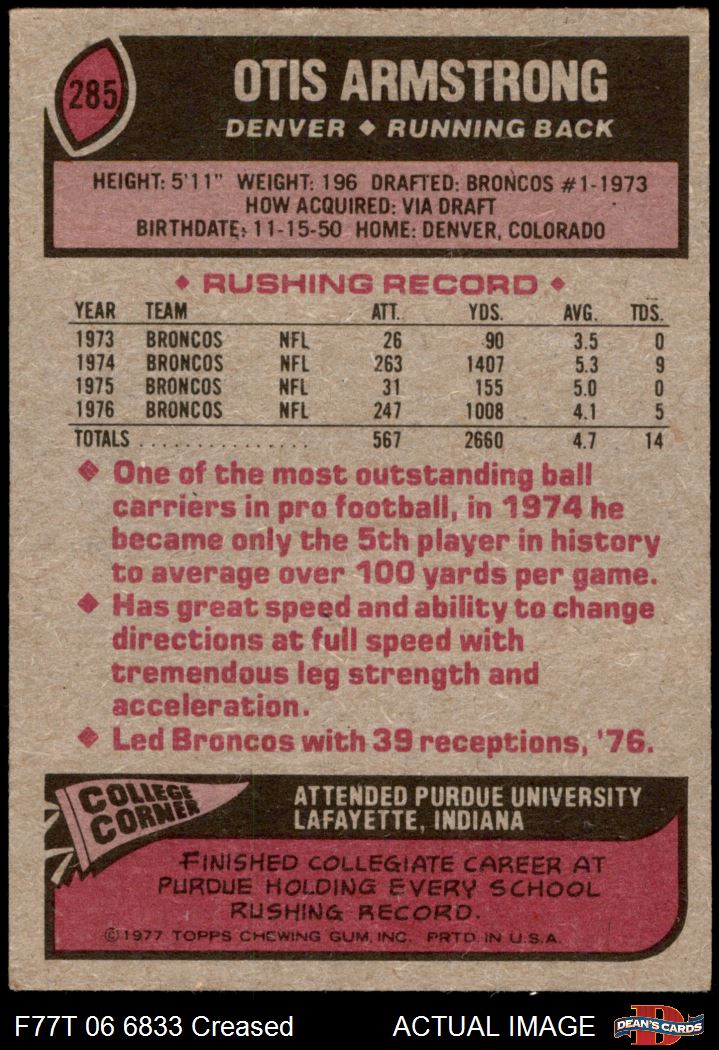 285
OTIS ARMSTRONG
DENVER ◆ RUNNING BACK
HEIGHT: 5'11" WEIGHT: 196 DRAFTED: BRONCOS #1-1973
HOW ACQUIRED: VIA DRAFT
BIRTHDATE: 11-15-50 HOME: DENVER, COLORADO
◆ RUSHING RECORD ◆
YEAR TEAM ATT. YDS. AVG. TDS.
1973 BRONCOS NFL 26 90 3.5 0
1974 BRONCOS NFL 263 1407 5.3 9
1975 BRONCOS NFL 31 155 5.0 0
1976 BRONCOS NFL 247 1008 4.1 5
TOTALS ................ 567 2660 4.7 14
◆ One of the most outstanding ball
carriers in pro football, in 1974 he
became only the 5th player in history
to average over 100 yards per game.
◆ Has great speed and ability to change
directions at full speed with
tremendous leg strength and
acceleration.
◆ Led Broncos with 39 receptions, '76.
COLLEGE
CORNER
ATTENDED PURDUE UNIVERSITY
LAFAYETTE, INDIANA
FINISHED COLLEGIATE CAREER AT
PURDUE HOLDING EVERY SCHOOL
RUSHING RECORD.
©1977 TOPPS CHEWING GUM, INC. PRTD. IN U.S.A.
F77T 06 6833 Creased ACTUAL IMAGE
D
DEAN'S CARDS